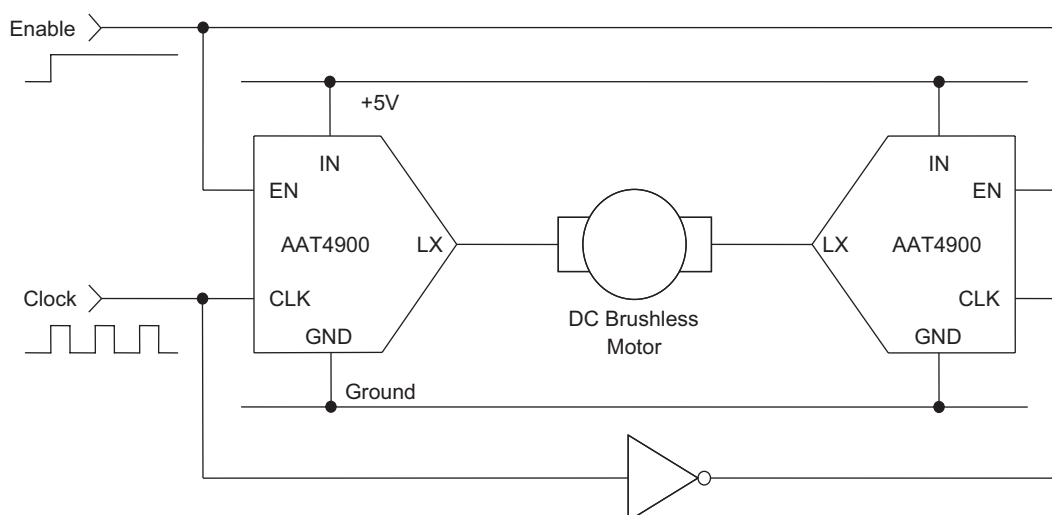 Enable
+5V
IN
IN
EN
EN
AAT4900
LX
LX
AAT4900
Clock
CLK
CLK
DC Brushless
Motor
GND
GND
Ground